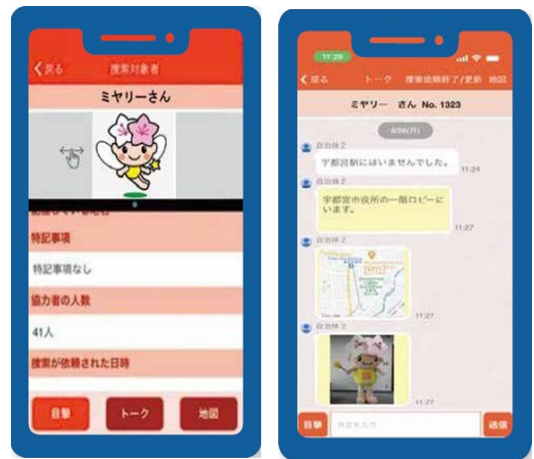 戻る 捜索対象者
ミヤリーさん
特記事項
特記事項なし
協力者の人数
41人
捜索が依頼された日時
目撃 トーク 地図
11:29
戻る トーク 捜索依頼終了/更新 地図
ミヤリー さん No. 1323
自治体2
宇都宮駅にはいませんでした。
11:24
自治体2
宇都宮市役所の一階ロビーに
います。
11:27
自治体2
11:27
自治体2
11:27
目撃 送信